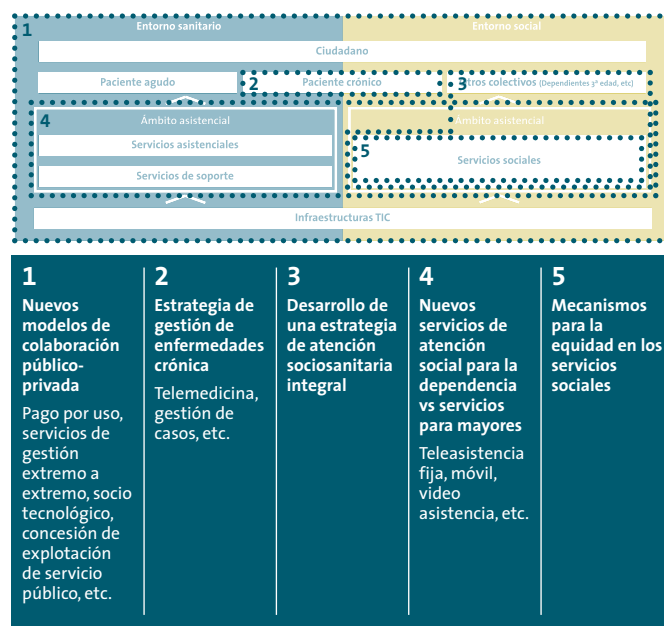 1
Entorno sanitario
Entorno social
Ciudadano
Paciente agudo
2
Paciente crónico
3
tros colectivos (Dependientes 3ª edad, etc)
4
Ámbito asistencial
Ámbito asistencial
Servicios asistenciales
5
Servicios sociales
Servicios de soporte
Infraestructuras TIC
1
Nuevos
modelos de
colaboración
público-
privada
Pago por uso,
servicios de
gestión
extremo a
extremo, socio
tecnológico,
concesión de
explotación
de servicio
público, etc.
2
Estrategia de
gestión de
enfermedades
crónica
Telemedicina,
gestión de
casos, etc.
3
Desarrollo de
una estrategia
de atención
sociosanitaria
integral
4
Nuevos
servicios de
atención
social para la
dependencia
vs servicios
para mayores
Teleasistencia
fija, móvil,
video
asistencia, etc.
5
Mecanismos
para la
equidad en los
servicios
sociales